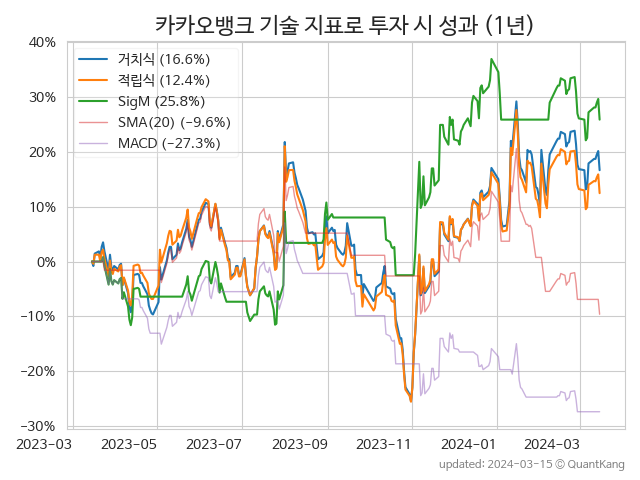 카카오뱅크 기술 지표로 투자 시 성과 (1년)
40%
30%
20%
10%
0%
−10%
−20%
−30%
거치식 (16.6%)
적립식 (12.4%)
SigM (25.8%)
SMA(20) (−9.6%)
MACD (−27.3%)
2023-03
2023-05
2023-07
2023-09
2023-11
2024-01
2024-03
updated: 2024-03-15 © QuantKang